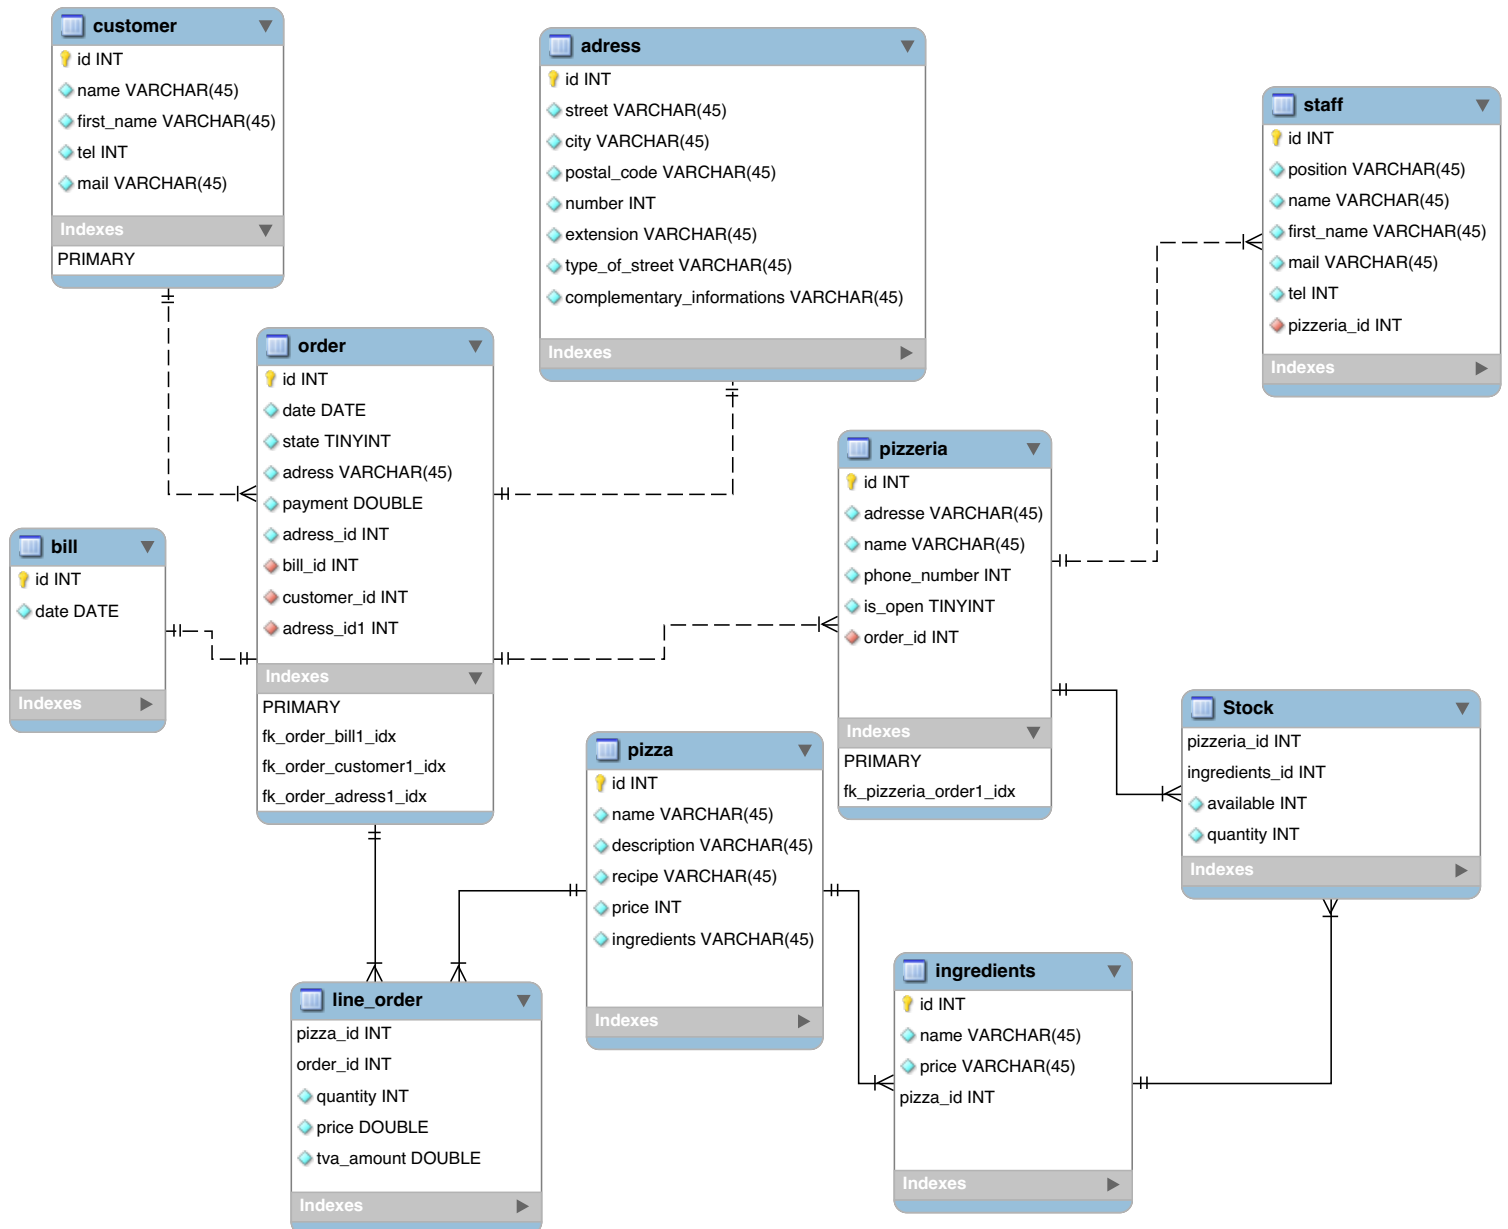 customer
id INT
name VARCHAR(45)
first_name VARCHAR(45)
tel INT
mail VARCHAR(45)
Indexes
PRIMARY
adress
id INT
street VARCHAR(45)
city VARCHAR(45)
postal_code VARCHAR(45)
number INT
extension VARCHAR(45)
type_of_street VARCHAR(45)
complementary_informations VARCHAR(45)
Indexes
staff
id INT
position VARCHAR(45)
name VARCHAR(45)
first_name VARCHAR(45)
mail VARCHAR(45)
tel INT
pizzeria_id INT
Indexes
order
id INT
date DATE
state TINYINT
adress VARCHAR(45)
payment DOUBLE
adress_id INT
bill_id INT
customer_id INT
adress_id1 INT
Indexes
PRIMARY
fk_order_bill1_idx
fk_order_customer1_idx
fk_order_adress1_idx
pizzeria
id INT
adresse VARCHAR(45)
name VARCHAR(45)
phone_number INT
is_open TINYINT
order_id INT
Indexes
PRIMARY
fk_pizzeria_order1_idx
bill
id INT
date DATE
Indexes
Stock
pizzeria_id INT
ingredients_id INT
available INT
quantity INT
Indexes
pizza
id INT
name VARCHAR(45)
description VARCHAR(45)
recipe VARCHAR(45)
price INT
ingredients VARCHAR(45)
Indexes
ingredients
id INT
name VARCHAR(45)
price VARCHAR(45)
pizza_id INT
Indexes
line_order
pizza_id INT
order_id INT
quantity INT
price DOUBLE
tva_amount DOUBLE
Indexes